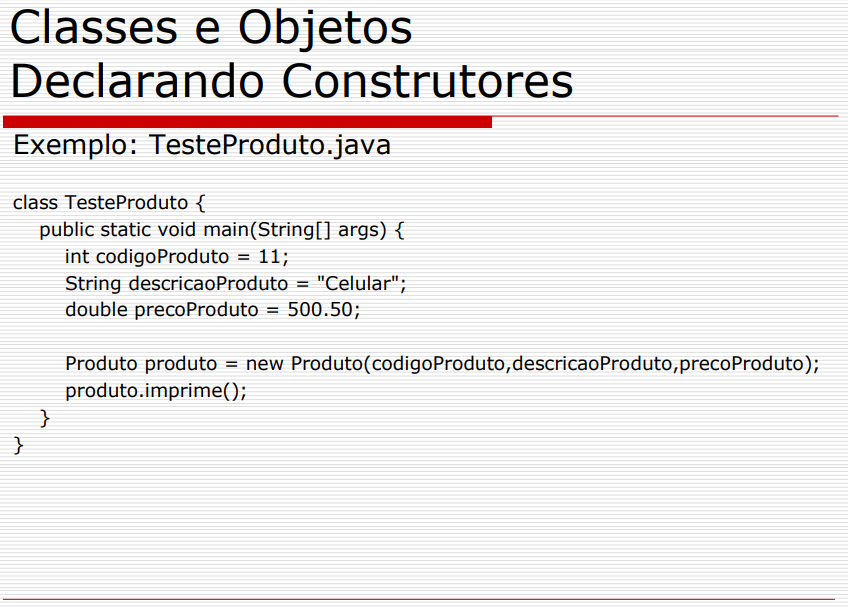 Classes e Objetos
Declarando Construtores
Exemplo: TesteProduto.java
class TesteProduto {
public static void main(String[] args) {
int codigoProduto = 11;
String descricaoProduto = "Celular";
double precoProduto = 500.50;
Produto produto = new Produto(codigoProduto,descricaoProduto,precoProduto);
produto.imprime();
}
}